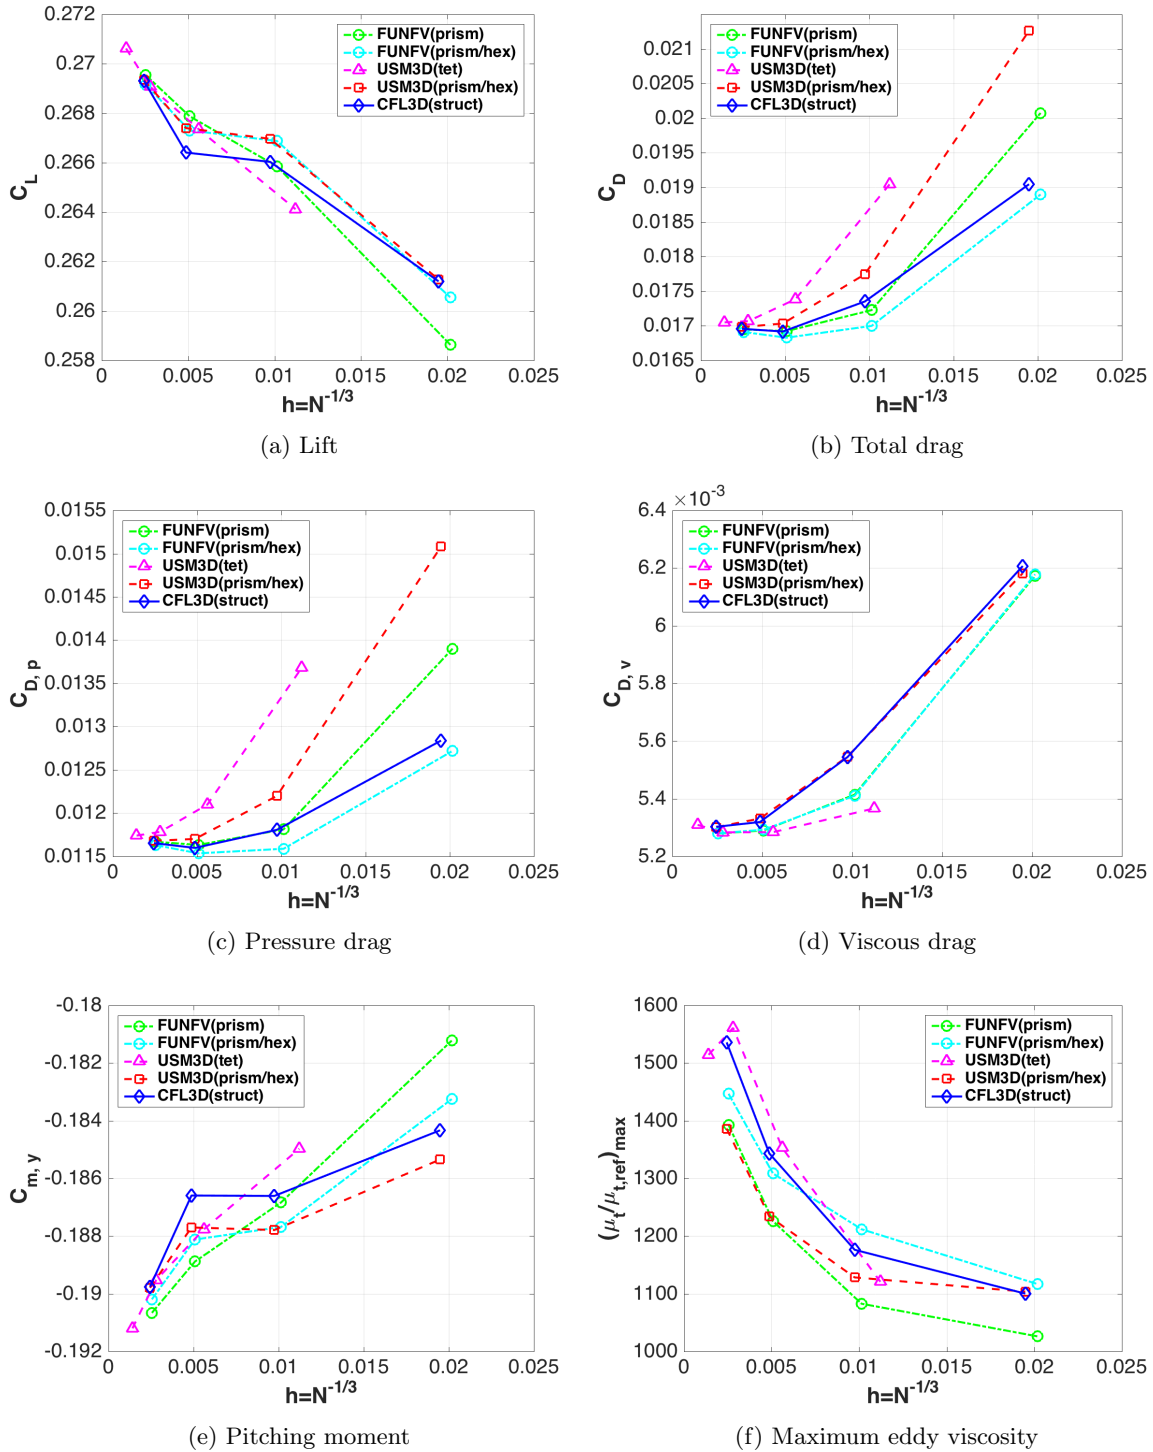 0.272
0.27
0.268
0.266
0.264
0.262
0.26
0.258
C_L
FUNFV(prism)
FUNFV(prism/hex)
USM3D(tet)
USM3D(prism/hex)
CFL3D(struct)
0 0.005 0.01 0.015 0.02 0.025
h=N^{-1/3}
(a) Lift
0.021
0.0205
0.02
0.0195
0.019
0.0185
0.018
0.0175
0.017
0.0165
C_D
FUNFV(prism)
FUNFV(prism/hex)
USM3D(tet)
USM3D(prism/hex)
CFL3D(struct)
0 0.005 0.01 0.015 0.02 0.025
h=N^{-1/3}
(b) Total drag
0.0155
0.015
0.0145
0.014
0.0135
0.013
0.0125
0.012
0.0115
C_{D, p}
FUNFV(prism)
FUNFV(prism/hex)
USM3D(tet)
USM3D(prism/hex)
CFL3D(struct)
0 0.005 0.01 0.015 0.02 0.025
h=N^{-1/3}
(c) Pressure drag
×10^{-3}
6.4
6.2
6
5.8
5.6
5.4
5.2
C_{D, v}
FUNFV(prism)
FUNFV(prism/hex)
USM3D(tet)
USM3D(prism/hex)
CFL3D(struct)
0 0.005 0.01 0.015 0.02 0.025
h=N^{-1/3}
(d) Viscous drag
-0.18
-0.182
-0.184
-0.186
-0.188
-0.19
-0.192
C_{m, y}
FUNFV(prism)
FUNFV(prism/hex)
USM3D(tet)
USM3D(prism/hex)
CFL3D(struct)
0 0.005 0.01 0.015 0.02 0.025
h=N^{-1/3}
(e) Pitching moment
1600
1500
1400
1300
1200
1100
1000
(μ_t/μ_{t,ref})_{max}
FUNFV(prism)
FUNFV(prism/hex)
USM3D(tet)
USM3D(prism/hex)
CFL3D(struct)
0 0.005 0.01 0.015 0.02 0.025
h=N^{-1/3}
(f) Maximum eddy viscosity